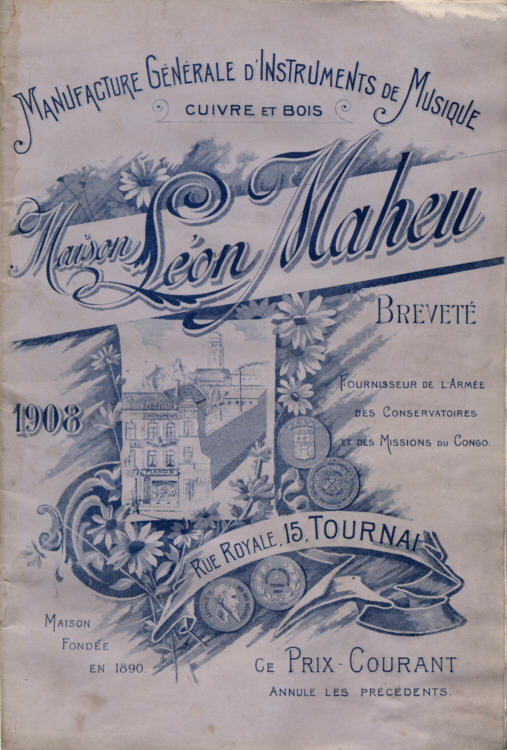 MANUFACTURE GÉNÉRALE D'INSTRUMENTS DE MUSIQUE
CUIVRE ET BOIS
Maison Léon Maheu
BREVETÉ
FOURNISSEUR DE L'ARMÉE
DES CONSERVATOIRES
ET DES MISSIONS DU CONGO.
1908
FABRIQUE
D'INSTRUMENTS
PIANOS
RUE ROYALE, 15, TOURNAI
MAISON
FONDÉE
EN 1890
CE PRIX-COURANT
ANNULE LES PRÉCÉDENTS.